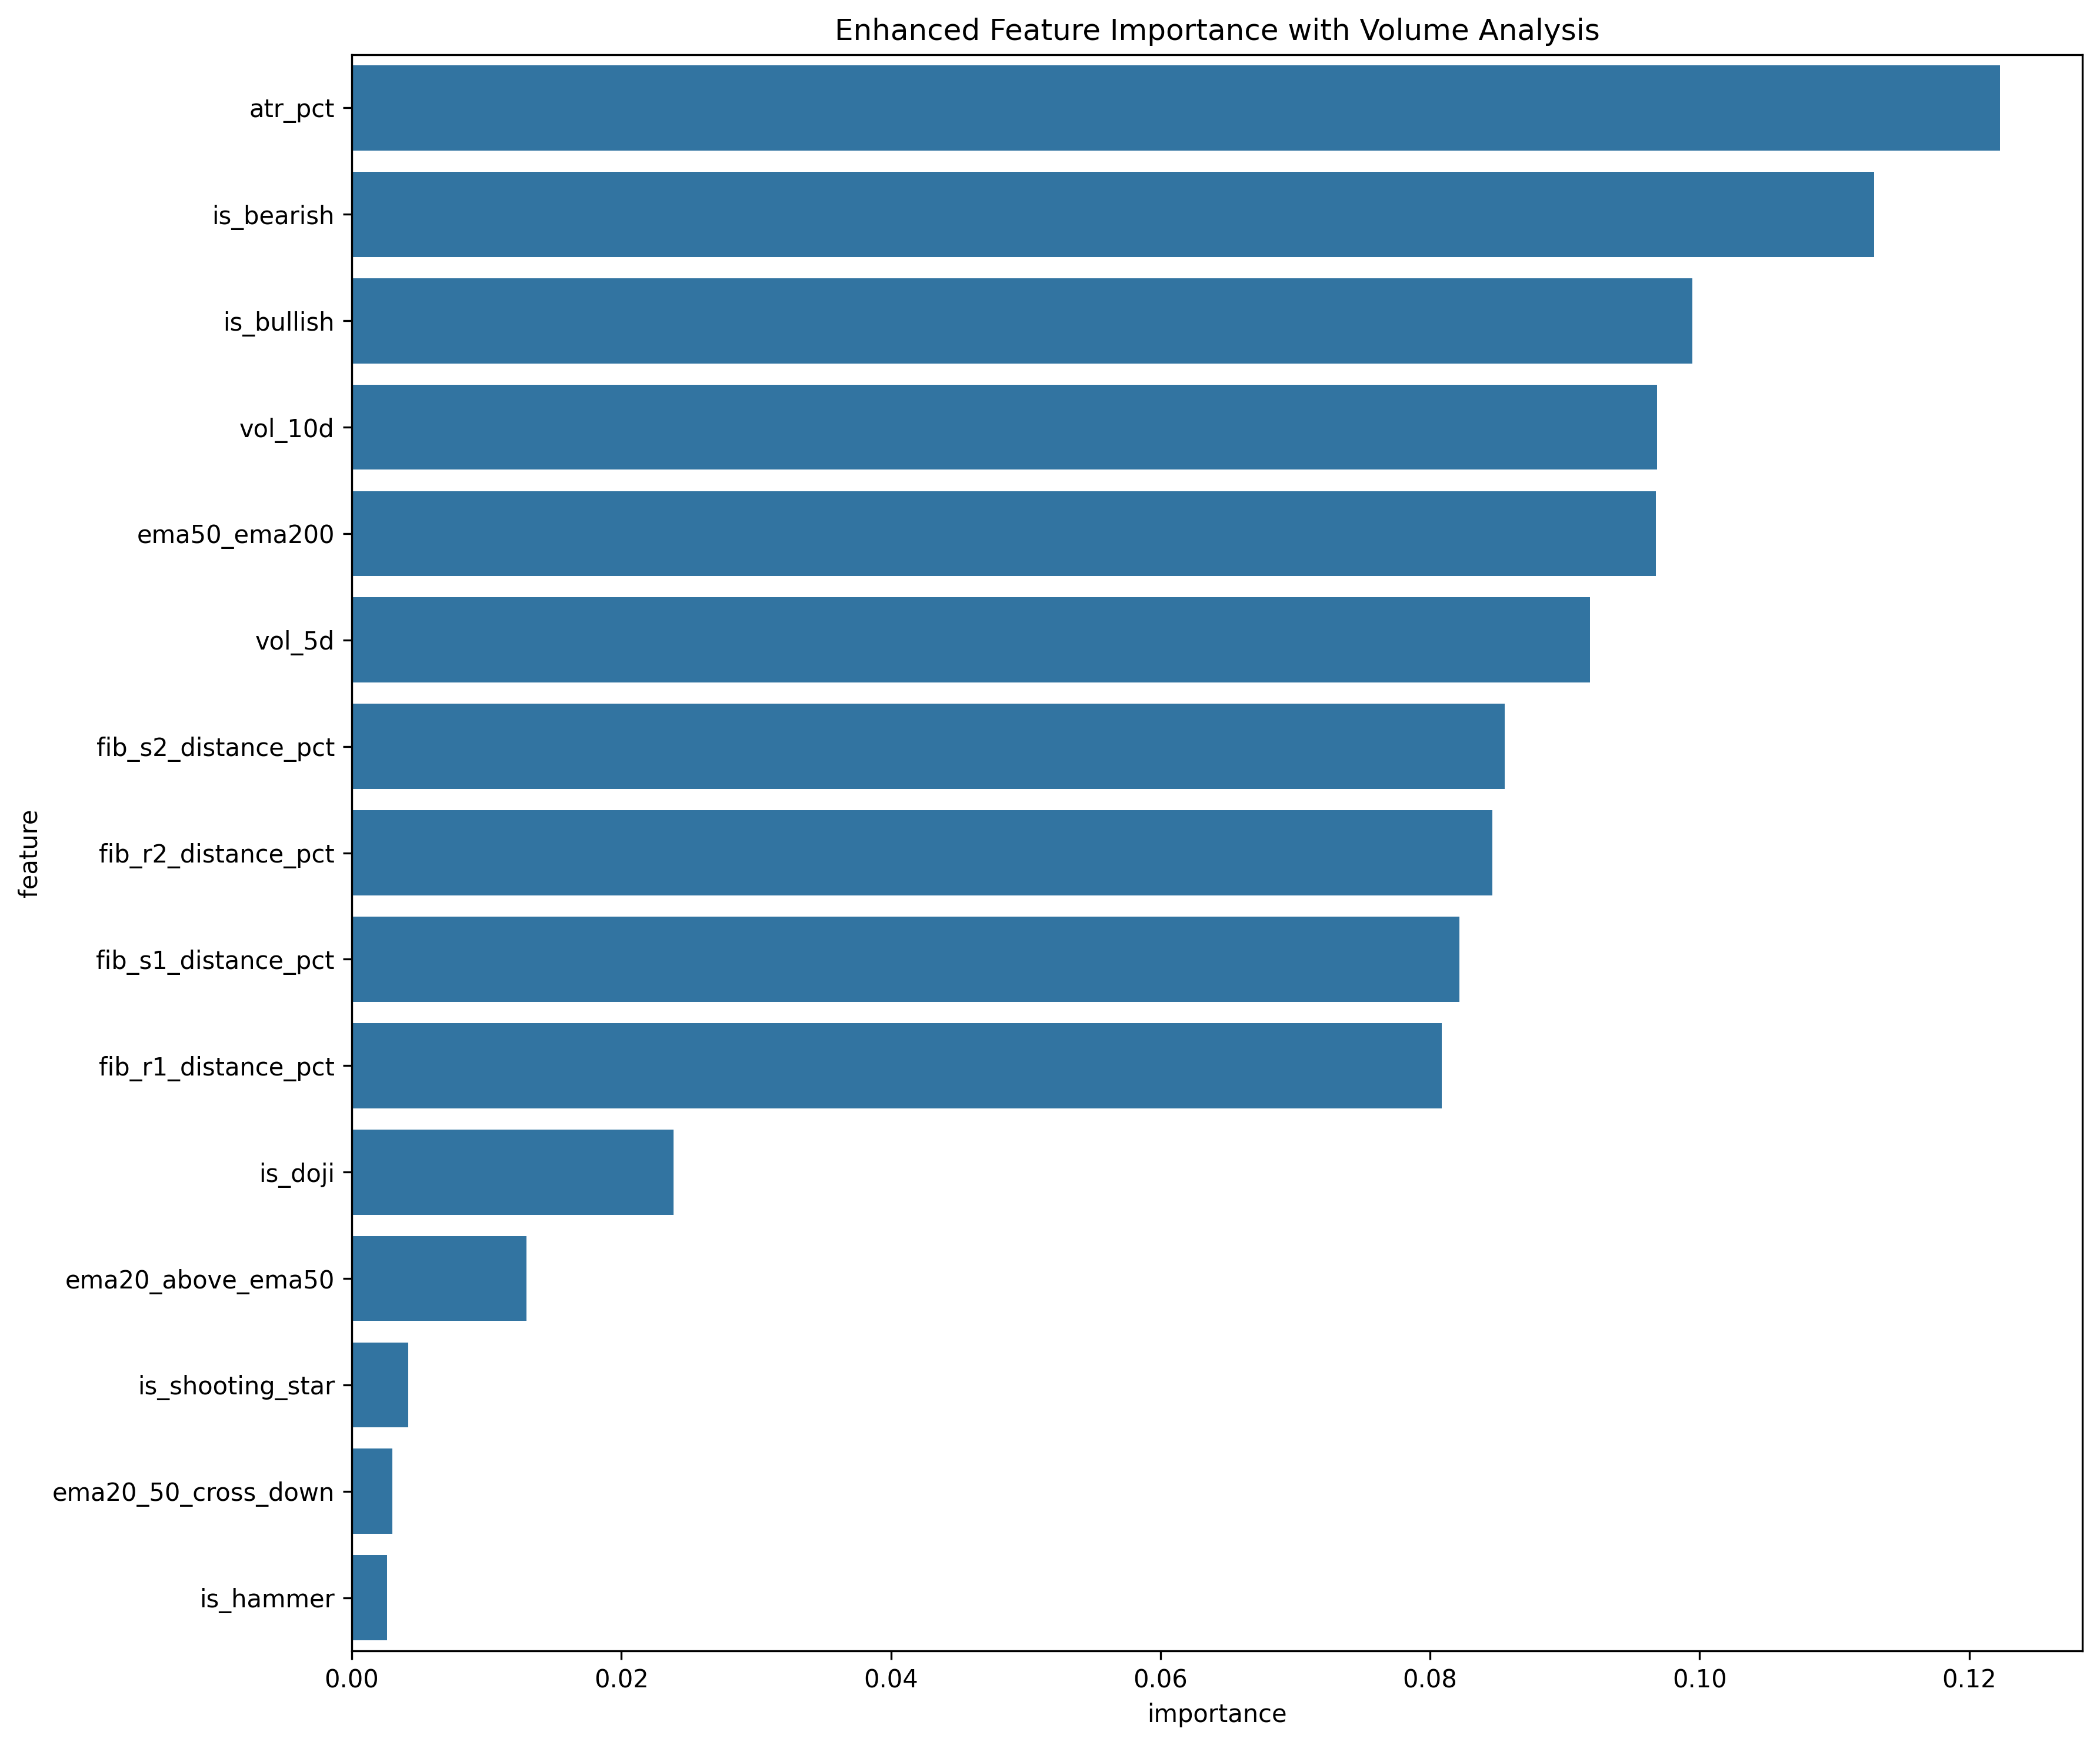 Enhanced Feature Importance with Volume Analysis
atr_pct
is_bearish
is_bullish
vol_10d
ema50_ema200
vol_5d
fib_s2_distance_pct
fib_r2_distance_pct
fib_s1_distance_pct
fib_r1_distance_pct
is_doji
ema20_above_ema50
is_shooting_star
ema20_50_cross_down
is_hammer
feature
0.00 0.02 0.04 0.06 0.08 0.10 0.12
importance